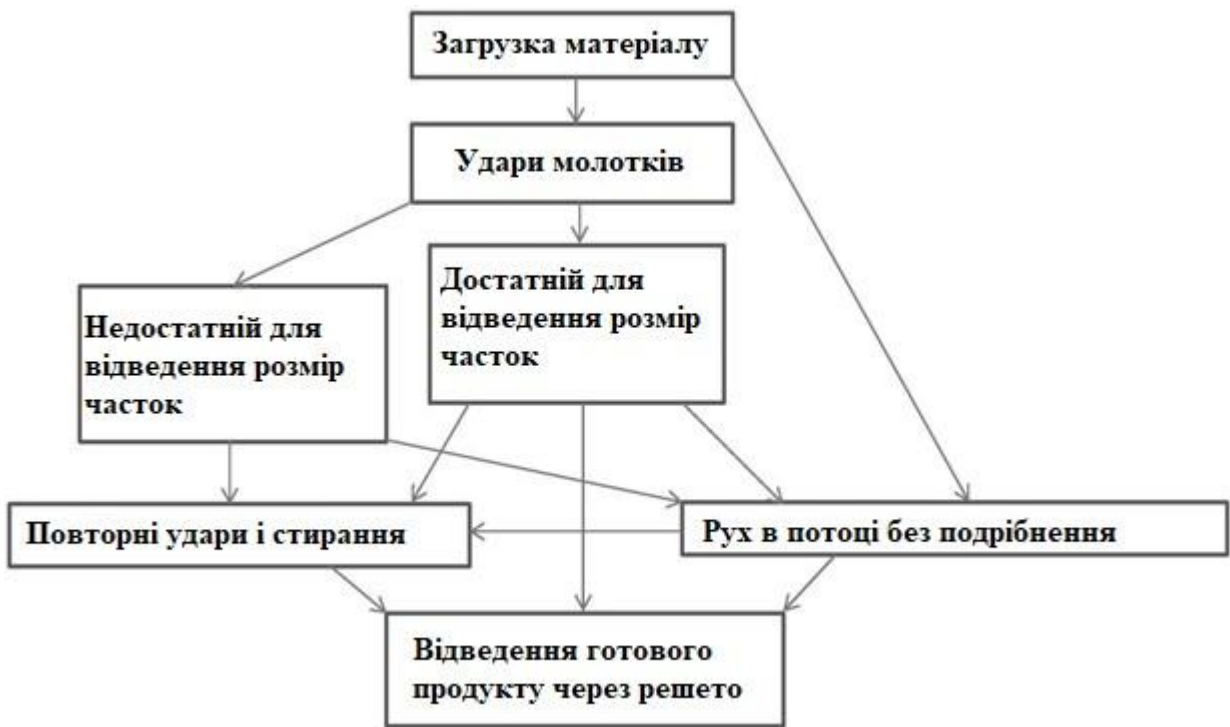 Загрузка матеріалу
Удари молотків
Достатній для
відведення розмір
часток
Недостатній для
відведення розмір
часток
Повторні удари і стирання
Рух в потоці без подрібнення
Відведення готового
продукту через решето